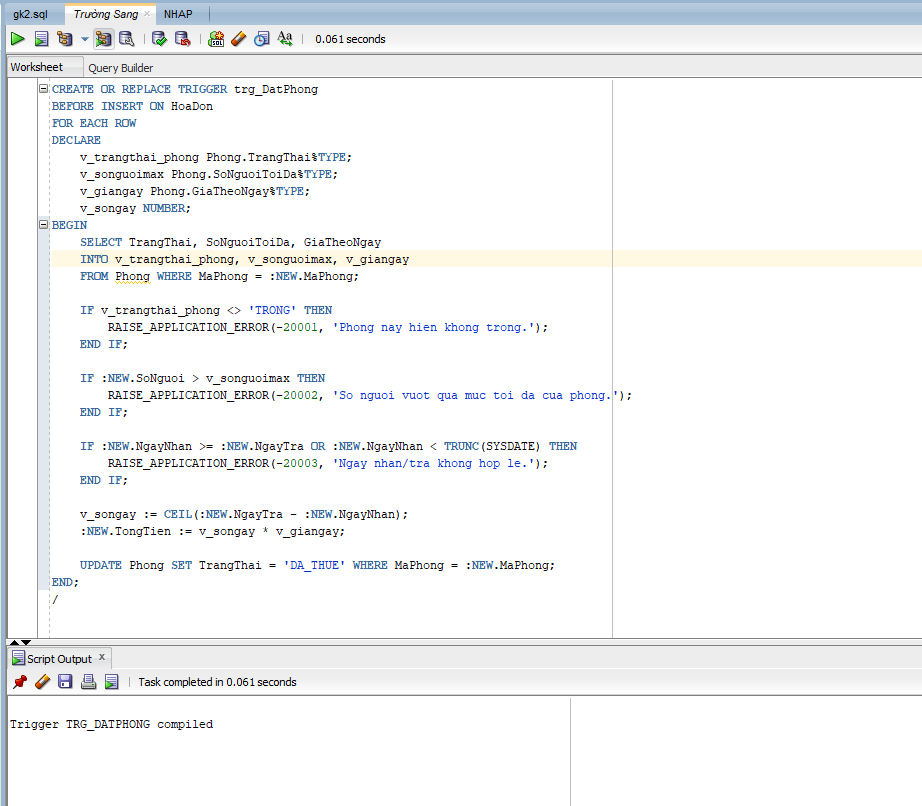 gk2.sql Trưởng Sang × NHAP
0.061 seconds
Worksheet Query Builder
CREATE OR REPLACE TRIGGER trg_DatPhong
BEFORE INSERT ON HoaDon
FOR EACH ROW
DECLARE
    v_trangthai_phong Phong.TrangThai%TYPE;
    v_songuoimax Phong.SoNguoiToiDa%TYPE;
    v_giangay Phong.GiaTheoNgay%TYPE;
    v_songay NUMBER;
BEGIN
    SELECT TrangThai, SoNguoiToiDa, GiaTheoNgay
    INTO v_trangthai_phong, v_songuoimax, v_giangay
    FROM Phong WHERE MaPhong = :NEW.MaPhong;
    IF v_trangthai_phong <> 'TRONG' THEN
        RAISE_APPLICATION_ERROR(-20001, 'Phong nay hien khong trong.');
    END IF;
    IF :NEW.SoNguoi > v_songuoimax THEN
        RAISE_APPLICATION_ERROR(-20002, 'So nguoi vuot qua muc toi da cua phong.');
    END IF;
    IF :NEW.NgayNhan >= :NEW.NgayTra OR :NEW.NgayNhan < TRUNC(SYSDATE) THEN
        RAISE_APPLICATION_ERROR(-20003, 'Ngay nhan/tra khong hop le.');
    END IF;
    v_songay := CEIL(:NEW.NgayTra - :NEW.NgayNhan);
    :NEW.TongTien := v_songay * v_giangay;
    UPDATE Phong SET TrangThai = 'DA_THUE' WHERE MaPhong = :NEW.MaPhong;
END;
/
Script Output ×
Task completed in 0.061 seconds
Trigger TRG_DATPHONG compiled